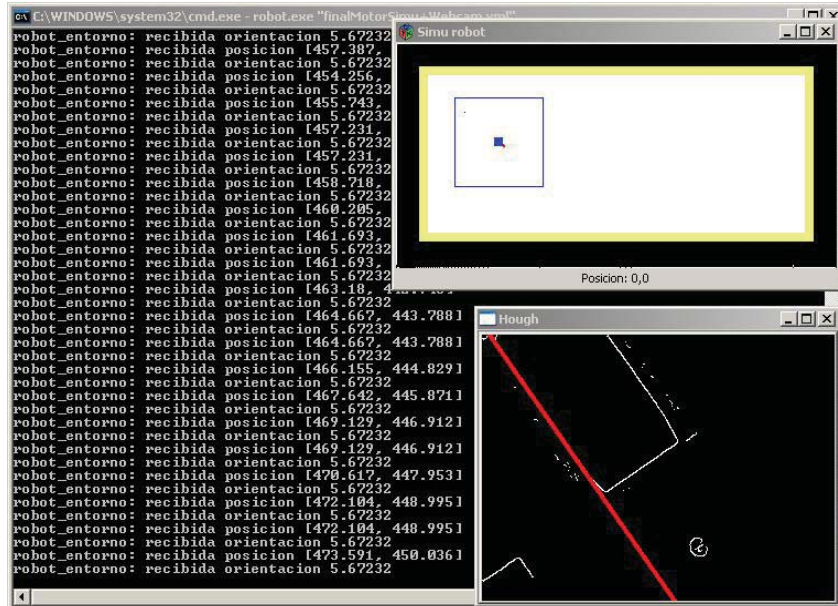 C:\WINDOWS\system32\cmd.exe - robot.exe "finalMotorSimu+Webcam.xml"
robot_entorno: recibida orientacion 5.67232
robot_entorno: recibida posicion [457.387,
robot_entorno: recibida orientacion 5.67232
robot_entorno: recibida posicion [454.256,
robot_entorno: recibida orientacion 5.67232
robot_entorno: recibida posicion [455.743,
robot_entorno: recibida orientacion 5.67232
robot_entorno: recibida posicion [457.231,
robot_entorno: recibida orientacion 5.67232
robot_entorno: recibida posicion [457.231,
robot_entorno: recibida orientacion 5.67232
robot_entorno: recibida posicion [458.718,
robot_entorno: recibida orientacion 5.67232
robot_entorno: recibida posicion [460.205,
robot_entorno: recibida orientacion 5.67232
robot_entorno: recibida posicion [461.693,
robot_entorno: recibida orientacion 5.67232
robot_entorno: recibida posicion [461.693,
robot_entorno: recibida orientacion 5.67232
robot_entorno: recibida posicion [463.18,
robot_entorno: recibida orientacion 5.67232
robot_entorno: recibida posicion [464.667, 443.788]
robot_entorno: recibida orientacion 5.67232
robot_entorno: recibida posicion [464.667, 443.788]
robot_entorno: recibida orientacion 5.67232
robot_entorno: recibida posicion [466.155, 444.829]
robot_entorno: recibida orientacion 5.67232
robot_entorno: recibida posicion [467.642, 445.871]
robot_entorno: recibida orientacion 5.67232
robot_entorno: recibida posicion [469.129, 446.912]
robot_entorno: recibida orientacion 5.67232
robot_entorno: recibida posicion [469.129, 446.912]
robot_entorno: recibida orientacion 5.67232
robot_entorno: recibida posicion [470.617, 447.953]
robot_entorno: recibida orientacion 5.67232
robot_entorno: recibida posicion [472.104, 448.995]
robot_entorno: recibida orientacion 5.67232
robot_entorno: recibida posicion [472.104, 448.995]
robot_entorno: recibida orientacion 5.67232
robot_entorno: recibida posicion [473.591, 450.036]
robot_entorno: recibida orientacion 5.67232
Simu robot
Posicion: 0,0
Hough